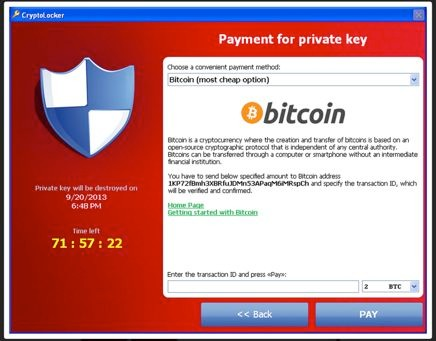 CryptoLocker
Payment for private key
Choose a convenient payment method:
Bitcoin (most cheap option)
bitcoin
Bitcoin is a cryptocurrency where the creation and transfer of bitcoins is based on an
open-source cryptographic protocol that is independent of any central authority.
Bitcoins can be transferred through a computer or smartphone without an intermediate
financial institution.
You have to send below specified amount to Bitcoin address
1KP72fBmh3XBRfuJDMn53APaqM6iMRspCh and specify the transaction ID, which
will be verified and confirmed.
Home Page
Getting started with Bitcoin
Private key will be destroyed on
9/20/2013
6:48 PM
Time left
71 : 57 : 22
Enter the transaction ID and press «Pay»:
2 BTC
<< Back
PAY